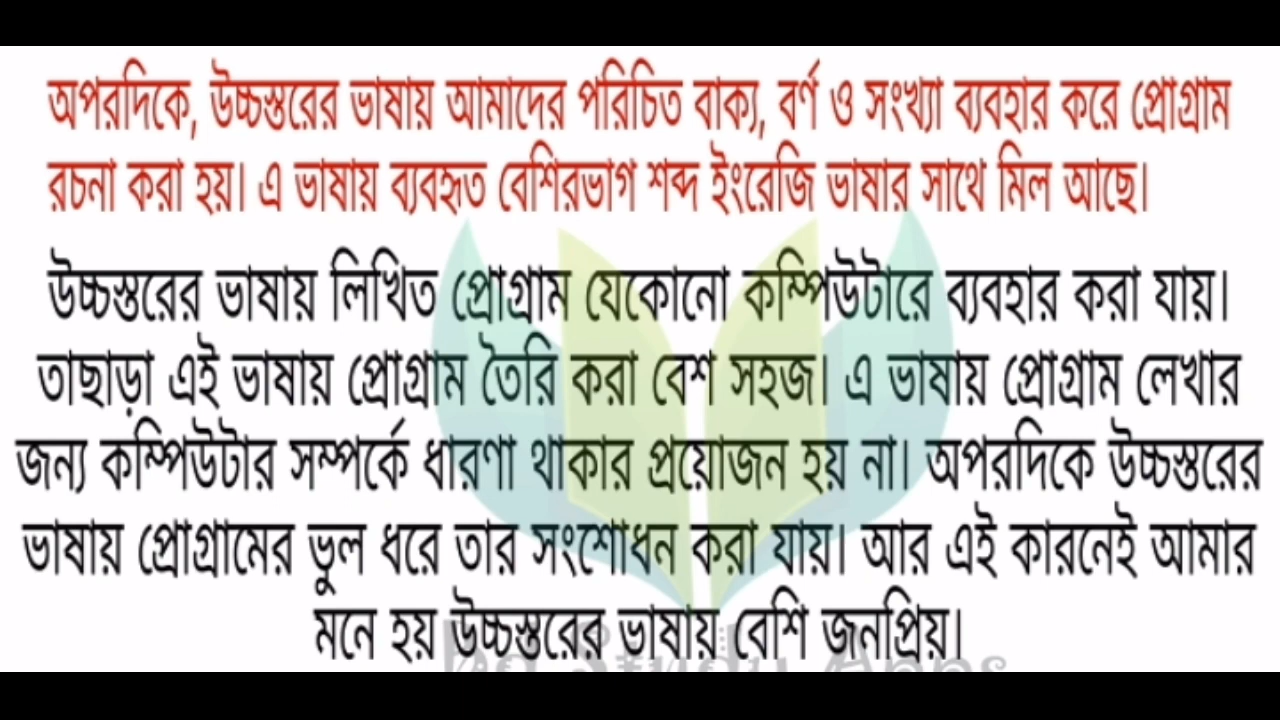 অপরদিকে, উচ্চস্তরের ভাষায় আমাদের পরিচিত বাক্য, বর্ণ ও সংখ্যা ব্যবহার করে প্রোগ্রাম
রচনা করা হয়। এ ভাষায় ব্যবহৃত বেশিরভাগ শব্দ ইংরেজি ভাষার সাথে মিল আছে।
উচ্চস্তরের ভাষায় লিখিত প্রোগ্রাম যেকোনো কম্পিউটারে ব্যবহার করা যায়।
তাছাড়া এই ভাষায় প্রোগ্রাম তৈরি করা বেশ সহজ। এ ভাষায় প্রোগ্রাম লেখার
জন্য কম্পিউটার সম্পর্কে ধারণা থাকার প্রয়োজন হয় না। অপরদিকে উচ্চস্তরের
ভাষায় প্রোগ্রামের ভুল ধরে তার সংশোধন করা যায়। আর এই কারনেই আমার
মনে হয় উচ্চস্তরের ভাষায় বেশি জনপ্রিয়।